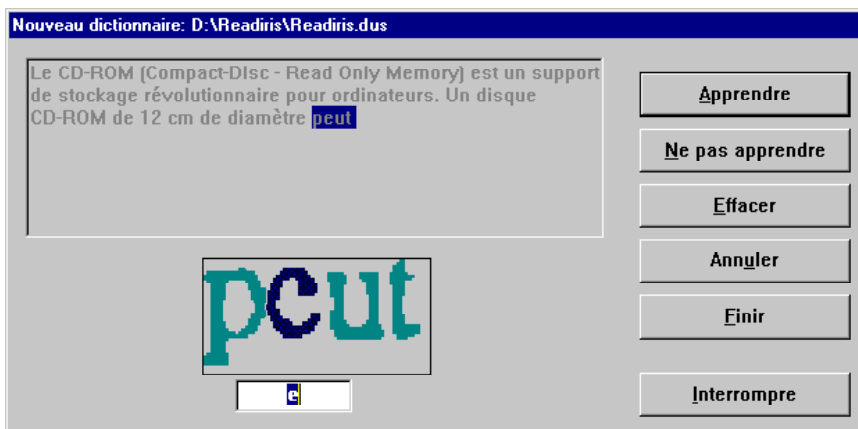 Nouveau dictionnaire: D:\Readiris\Readiris.dus
Le CD-ROM (Compact-DIsc - Read Only Memory) est un support
de stockage révolutionnaire pour ordinateurs. Un disque
CD-ROM de 12 cm de diamètre peut
pcut
e
Apprendre
Ne pas apprendre
Effacer
Annuler
Finir
Interrompre